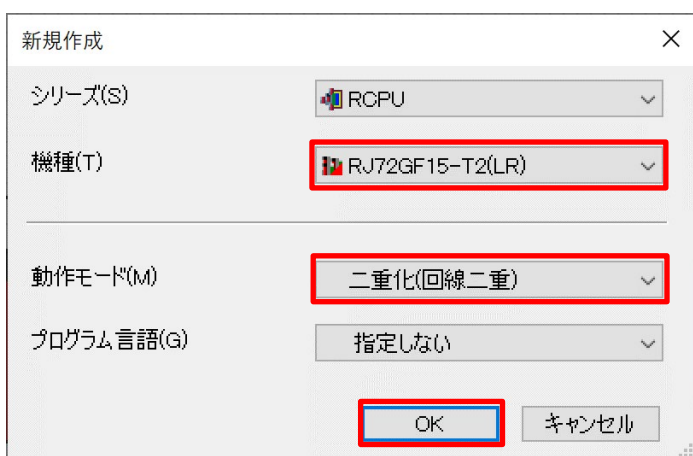 新規作成
シリーズ(S) RCPU
機種(T) RJ72GF15-T2(LR)
動作モード(M) 二重化(回線二重)
プログラム言語(G) 指定しない
OK キャンセル